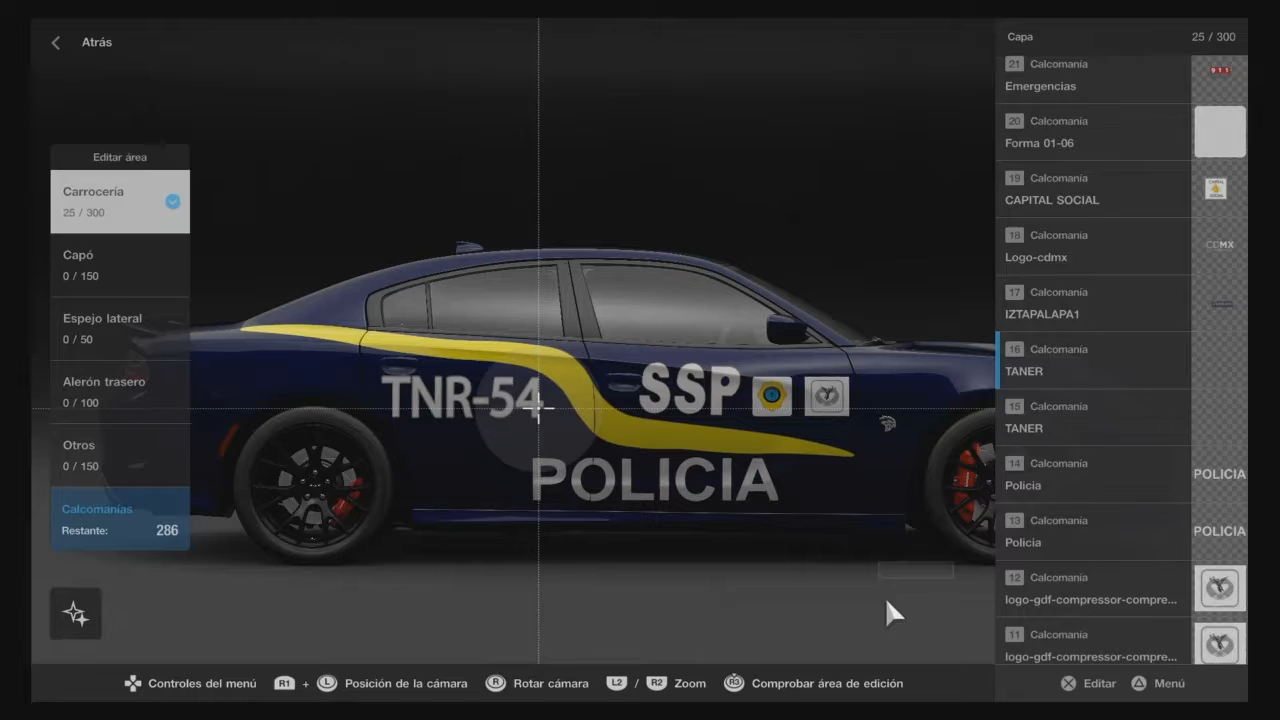 Atrás
Capa 25 / 300
21 Calcomanía
Emergencias
911
20 Calcomanía
Forma 01-06
Editar área
Carrocería
25 / 300
19 Calcomanía
CAPITAL SOCIAL
CAPITAL
SOCIAL
Capó
0 / 150
18 Calcomanía
Logo-cdmx
CDMX
Espejo lateral
0 / 50
17 Calcomanía
IZTAPALAPA1
Alerón trasero
0 / 100
16 Calcomanía
TANER
TNR-54
SSP
15 Calcomanía
TANER
Otros
0 / 150
14 Calcomanía
Policia
POLICIA
POLICIA
Calcomanías
Restante: 286
13 Calcomanía
Policia
POLICIA
12 Calcomanía
logo-gdf-compressor-compre...
11 Calcomanía
logo-gdf-compressor-compre...
Controles del menú R1 + L Posición de la cámara R Rotar cámara L2 / R2 Zoom R3 Comprobar área de edición Editar Menú